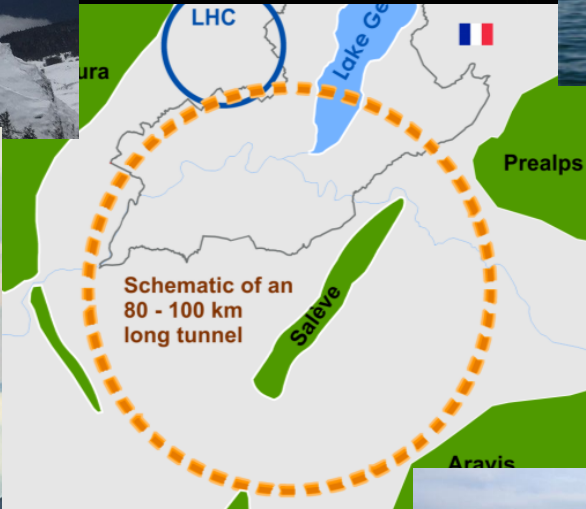 LHC
Lake Ge
ura
Prealps
Schematic of an
80 - 100 km
long tunnel
Salève
Aravis